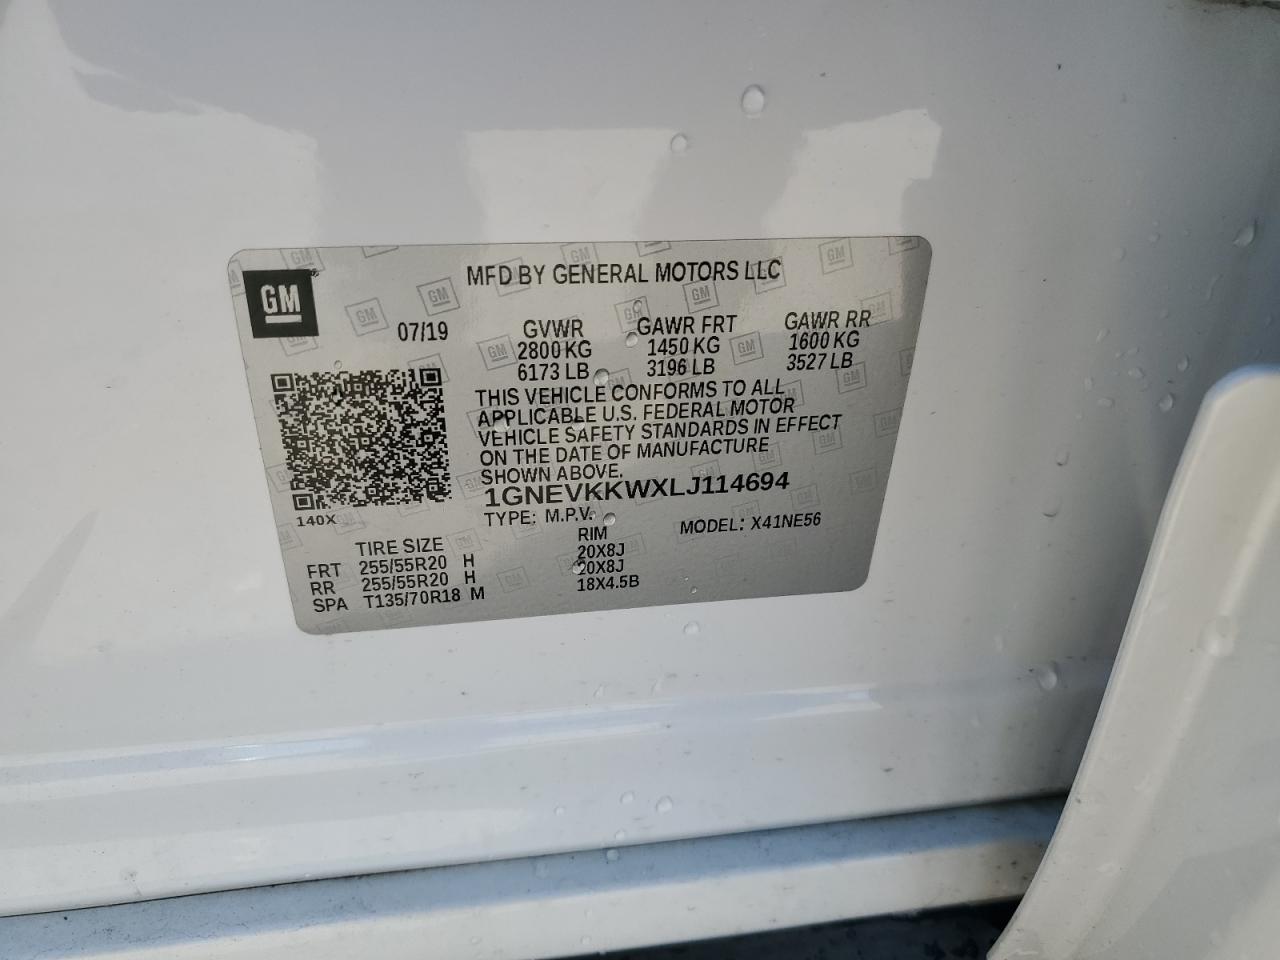 MFD BY GENERAL MOTORS LLC
GM
07/19
GVWR GAWR FRT GAWR RR
2800 KG 1450 KG 1600 KG
6173 LB 3196 LB 3527 LB
THIS VEHICLE CONFORMS TO ALL
APPLICABLE U.S. FEDERAL MOTOR
VEHICLE SAFETY STANDARDS IN EFFECT
ON THE DATE OF MANUFACTURE
SHOWN ABOVE.
1GNEVKKWXLJ114694
140X
TYPE: M.P.V. MODEL: X41NE56
TIRE SIZE RIM
FRT 255/55R20 H 20X8J
RR 255/55R20 H 20X8J
SPA T135/70R18 M 18X4.5B